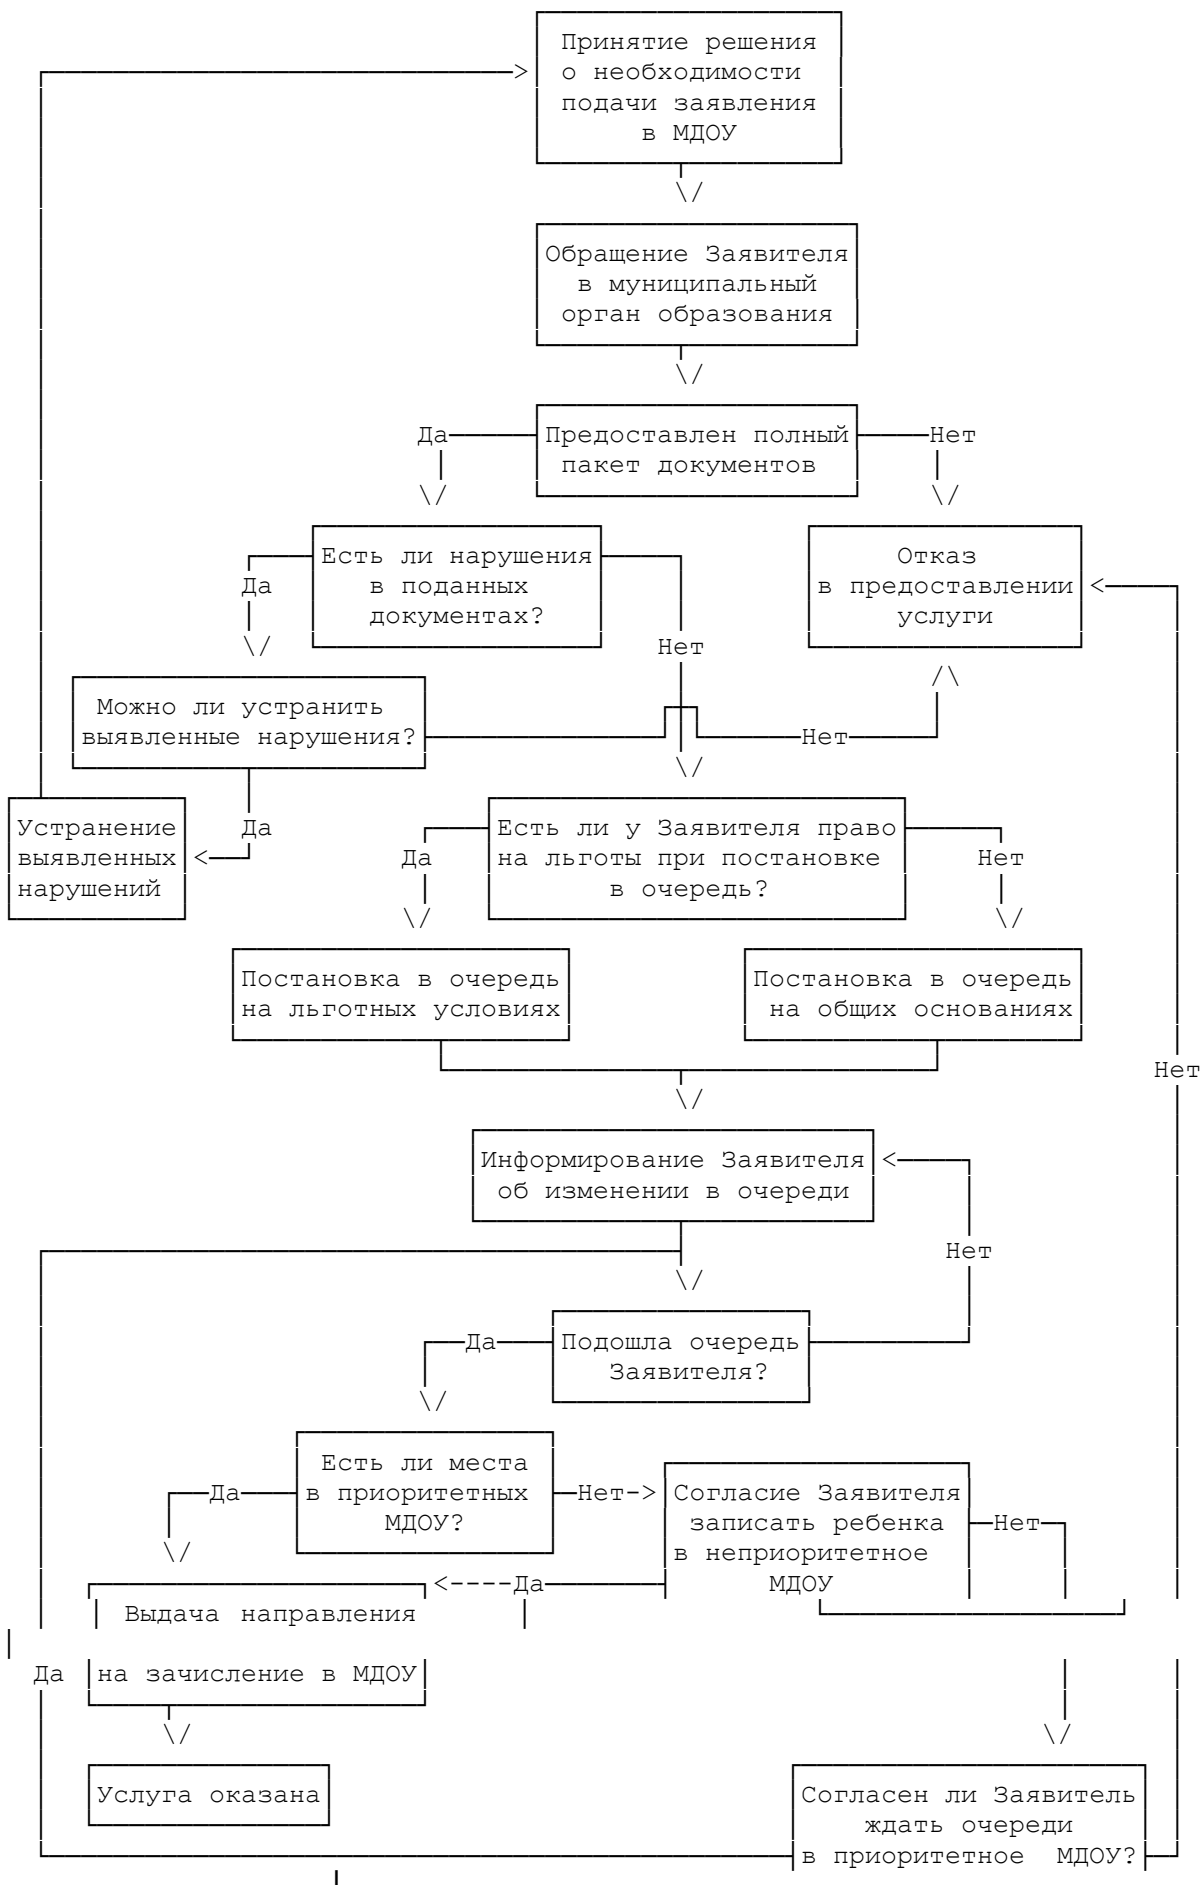 Принятие решения
о необходимости
подачи заявления
в МДОУ
Обращение Заявителя
в муниципальный
орган образования
Да Предоставлен полный Нет
пакет документов
Есть ли нарушения Отказ
Да в поданных в предоставлении
документах? услуги
Нет
Можно ли устранить
выявленные нарушения? Нет
Устранение Да Есть ли у Заявителя право
выявленных Да на льготы при постановке Нет
нарушений в очередь?
Постановка в очередь Постановка в очередь
на льготных условиях на общих основаниях
Нет
Информирование Заявителя
об изменении в очереди
Нет
Да Подошла очередь
Заявителя?
Есть ли места
Да в приоритетных Нет-> Согласие Заявителя
МДОУ? записать ребенка Нет
в неприоритетное
<----Да МДОУ
Выдача направления
Да на зачисление в МДОУ
Услуга оказана Согласен ли Заявитель
ждать очереди
в приоритетное МДОУ?